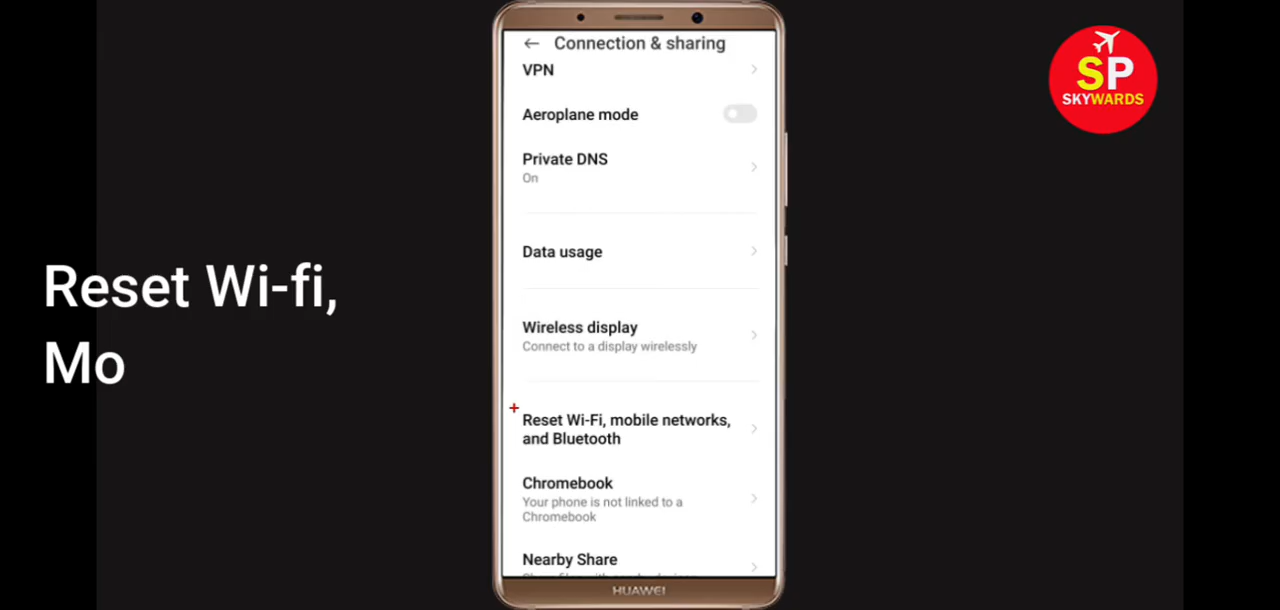 Connection & sharing
VPN
Aeroplane mode
Private DNS
On
Data usage
Wireless display
Connect to a display wirelessly
Reset Wi-Fi, mobile networks,
and Bluetooth
Chromebook
Your phone is not linked to a
Chromebook
Nearby Share
HUAWEI
Reset Wi-fi,
Mo
SP
SKYWARDS